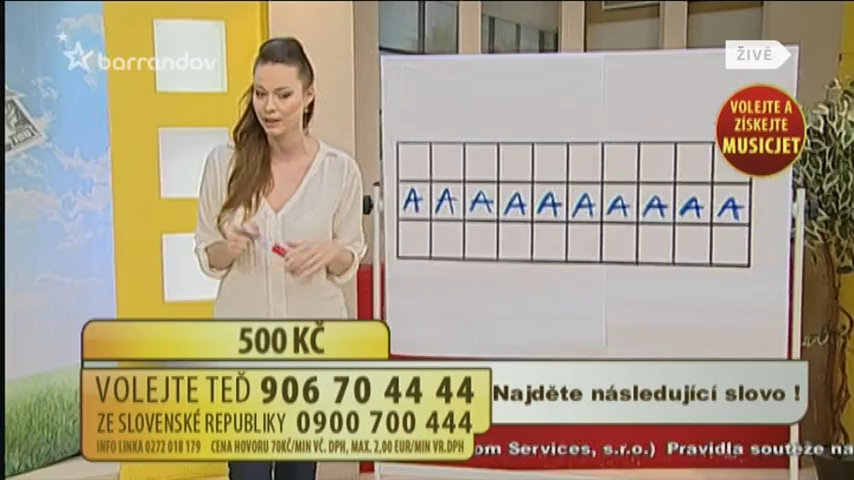 barrandov
ŽIVĚ
VOLEJTE A
ZÍSKEJTE
MUSICJET
A A A A A A A A A A
500 KČ
VOLEJTE TEĎ 906 70 44 44
ZE SLOVENSKÉ REPUBLIKY 0900 700 444
INFO LINKA 0272 018 179 CENA HOVORU 70KČ/MIN VČ. DPH, MAX. 2,00 EUR/MIN VR.DPH
Najděte následující slovo !
om Services, s.r.o.) Pravidla soutěže na